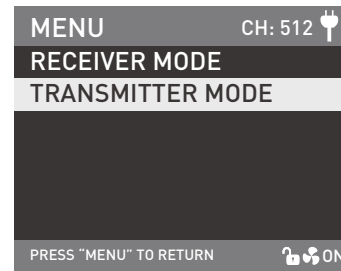 MENU CH: 512
RECEIVER MODE
TRANSMITTER MODE
PRESS “MENU” TO RETURN ON